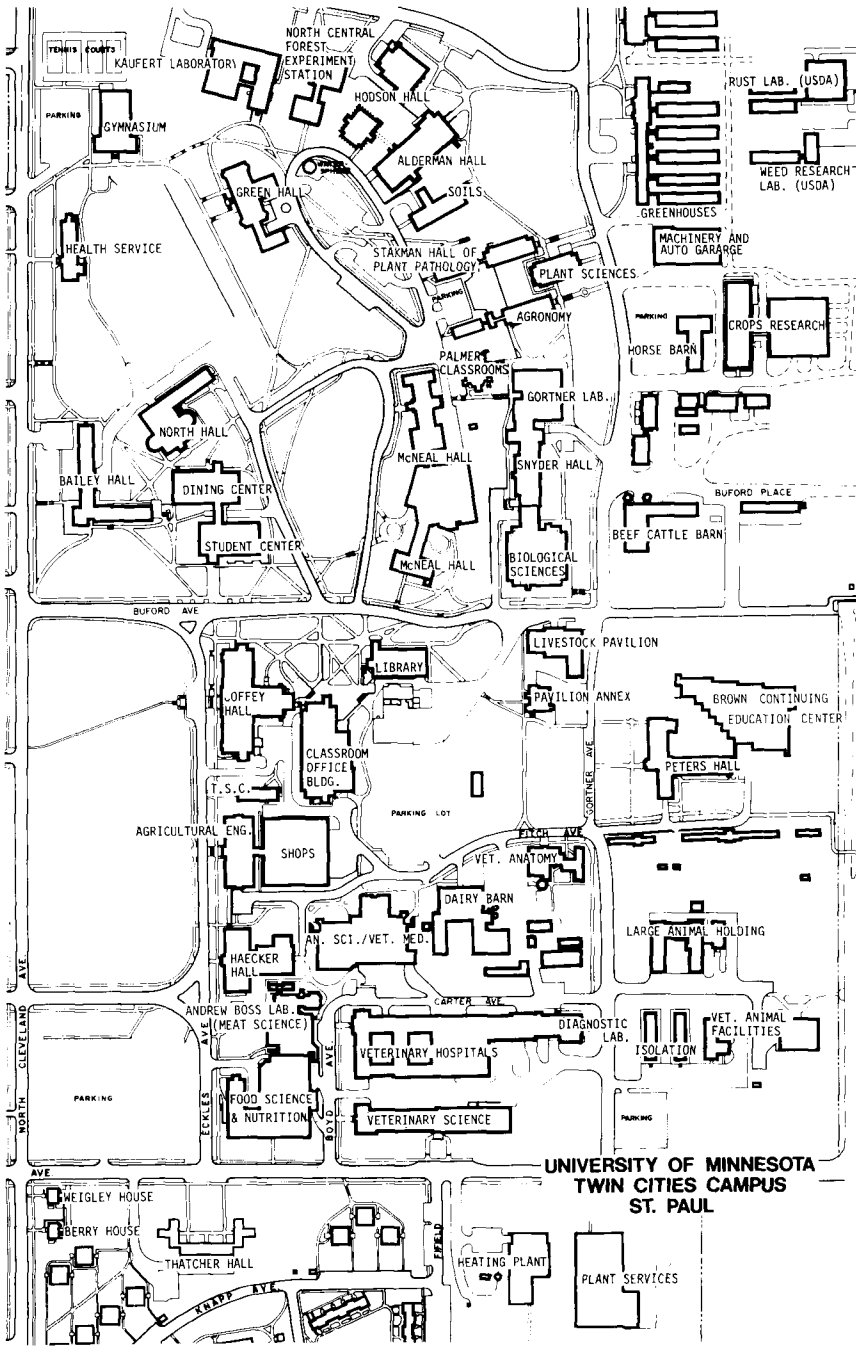 NORTH CENTRAL
FOREST
EXPERIMENT
STATION
TENNIS COURTS
KAUFERT LABORATORY
RUST LAB. (USDA)
HODSON HALL
PARKING
GYMNASIUM
ALDERMAN HALL
WEED RESEARCH
LAB. (USDA)
GREEN HALL
SOILS
GREENHOUSES
HEALTH SERVICE
STAKMAN HALL OF
PLANT PATHOLOGY
MACHINERY AND
AUTO GARARGE
PLANT SCIENCES
PARKING
AGRONOMY
PARKING
CROPS RESEARCH
HORSE BARN
PALMER
CLASSROOMS
GORTNER LAB.
NORTH HALL
McNEAL HALL
SNYDER HALL
BAILEY HALL
DINING CENTER
BUFORD PLACE
STUDENT CENTER
BEEF CATTLE BARN
McNEAL HALL
BIOLOGICAL
SCIENCES
BUFORD AVE
LIVESTOCK PAVILION
LIBRARY
COFFEY
HALL
PAVILION ANNEX
BROWN CONTINUING
EDUCATION CENTER
CLASSROOM
OFFICE
BLDG.
GORTNER AVE
PETERS HALL
T.S.C.
PARKING LOT
AGRICULTURAL ENG.
SHOPS
FITCH AVE
VET. ANATOMY
DAIRY BARN
AN. SCI./VET. MED.
LARGE ANIMAL HOLDING
HAECKER
HALL
NORTH CLEVELAND AVE
ANDREW BOSS LAB.
(MEAT SCIENCE)
CARTER AVE.
DIAGNOSTIC
LAB.
VET. ANIMAL
FACILITIES
ISOLATION
VETERINARY HOSPITALS
ECKLES AVE
BOYD AVE
PARKING
FOOD SCIENCE
& NUTRITION
VETERINARY SCIENCE
PARKING
AVE.
UNIVERSITY OF MINNESOTA
TWIN CITIES CAMPUS
ST. PAUL
WEIGLEY HOUSE
BERRY HOUSE
THATCHER HALL
FIFIELD
HEATING PLANT
PLANT SERVICES
KNAPP AVE.